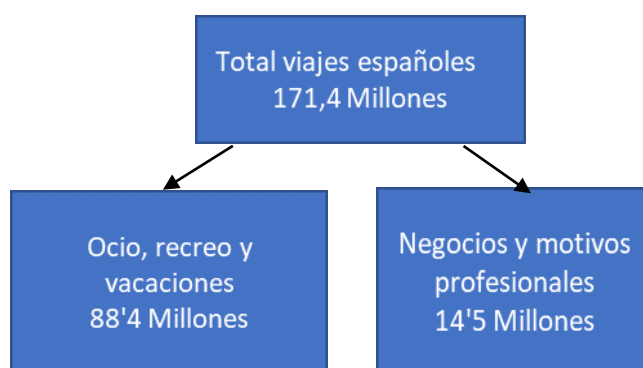 Total viajes españoles
171,4 Millones
Ocio, recreo y
vacaciones
88'4 Millones
Negocios y motivos
profesionales
14'5 Millones